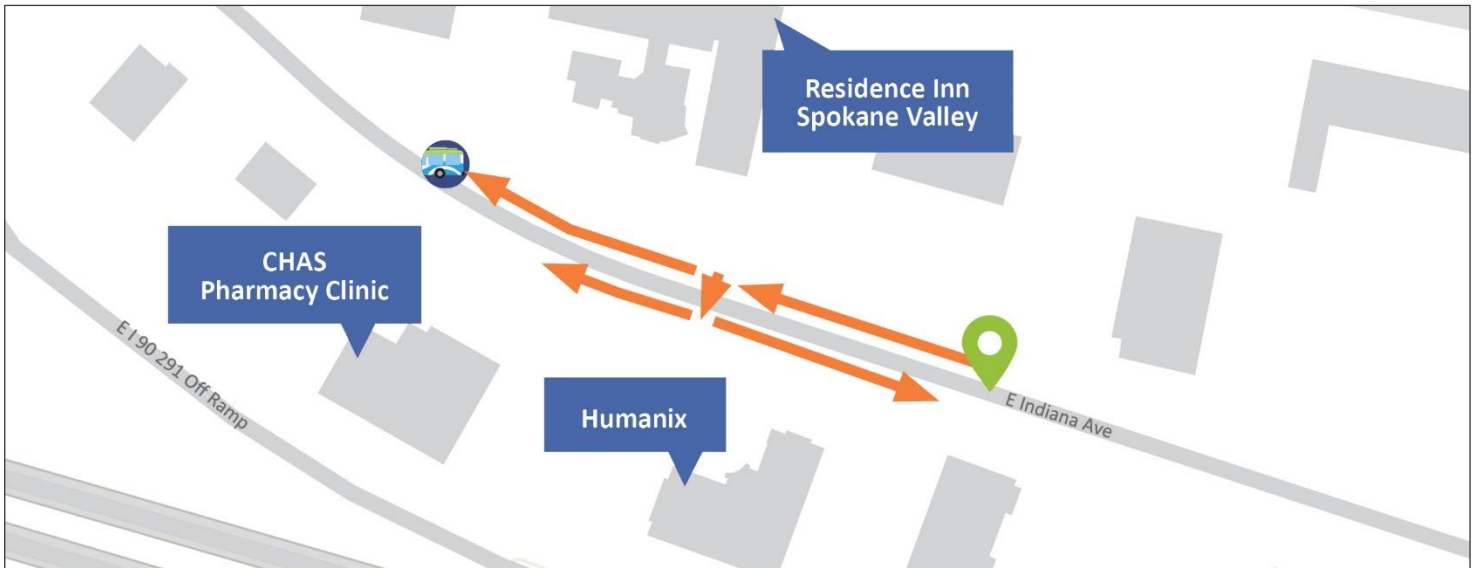 Residence Inn
Spokane Valley
CHAS
Pharmacy Clinic
E I 90 291 Off Ramp
Humanix
E Indiana Ave